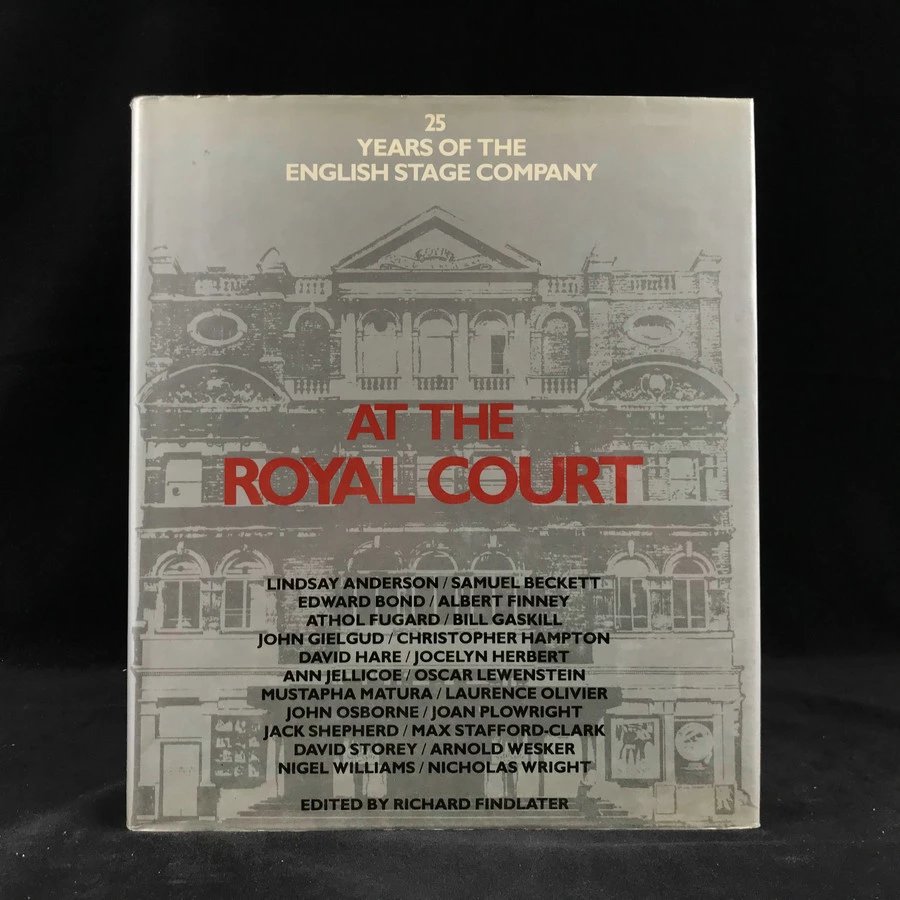 25
YEARS OF THE
ENGLISH STAGE COMPANY
AT THE
ROYAL COURT
LINDSAY ANDERSON / SAMUEL BECKETT
EDWARD BOND / ALBERT FINNEY
ATHOL FUGARD / BILL GASKILL
JOHN GIELGUD / CHRISTOPHER HAMPTON
DAVID HARE / JOCELYN HERBERT
ANN JELLICOE / OSCAR LEWENSTEIN
MUSTAPHA MATURA / LAURENCE OLIVIER
JOHN OSBORNE / JOAN PLOWRIGHT
JACK SHEPHERD / MAX STAFFORD-CLARK
DAVID STOREY / ARNOLD WESKER
NIGEL WILLIAMS / NICHOLAS WRIGHT
EDITED BY RICHARD FINDLATER